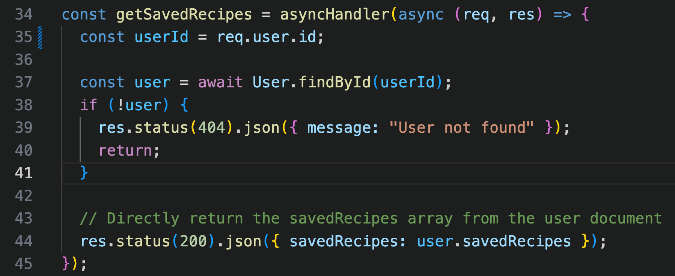 34 const getSavedRecipes = asyncHandler(async (req, res) => {
35   const userId = req.user.id;
36
37   const user = await User.findById(userId);
38   if (!user) {
39     res.status(404).json({ message: "User not found" });
40     return;
41   }
42
43   // Directly return the savedRecipes array from the user document
44   res.status(200).json({ savedRecipes: user.savedRecipes });
45 });